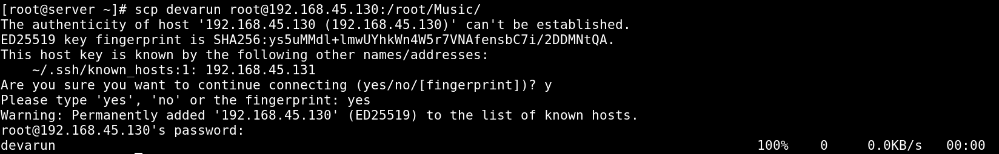 [root@server ~]# scp devarun root@192.168.45.130:/root/Music/
The authenticity of host '192.168.45.130 (192.168.45.130)' can't be established.
ED25519 key fingerprint is SHA256:ys5uMMdl+lmwUYhkWn4W5r7VNAfensbC7i/2DDMNtQA.
This host key is known by the following other names/addresses:
    ~/.ssh/known_hosts:1: 192.168.45.131
Are you sure you want to continue connecting (yes/no/[fingerprint])? y
Please type 'yes', 'no' or the fingerprint: yes
Warning: Permanently added '192.168.45.130' (ED25519) to the list of known hosts.
root@192.168.45.130's password:
devarun 100% 0 0.0KB/s 00:00